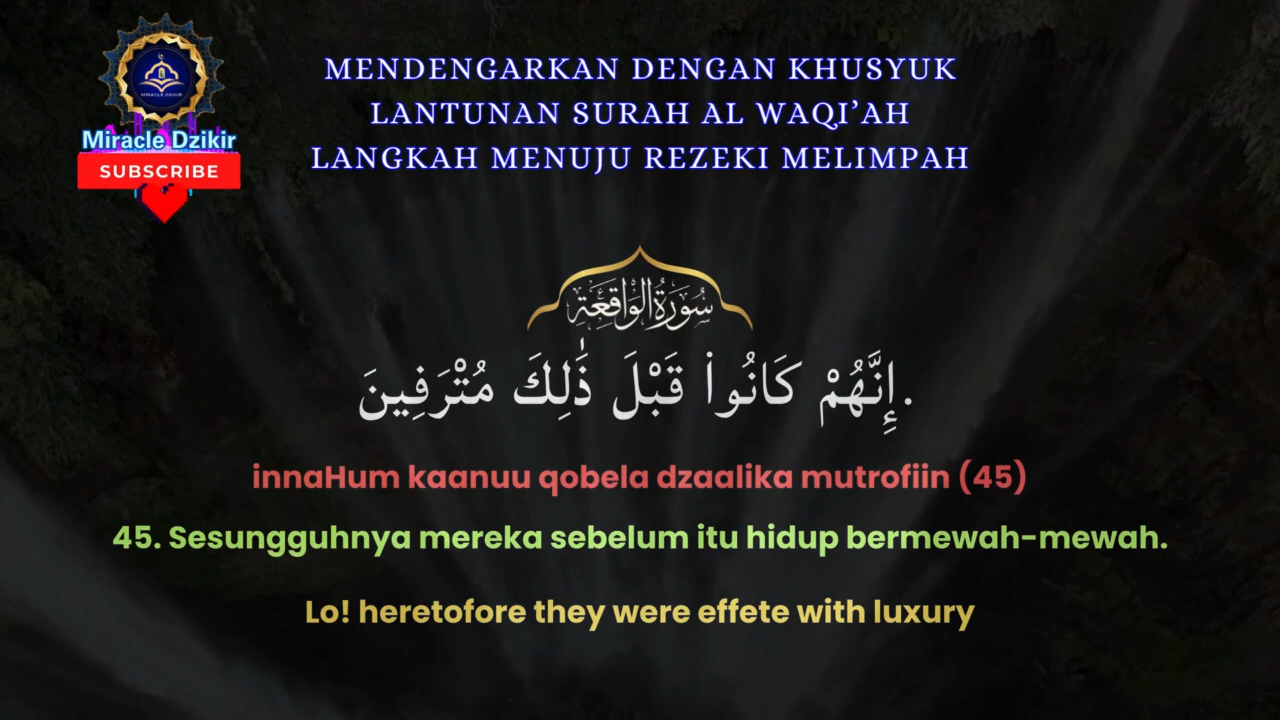 MIRACLE DZIKIR
Miracle Dzikir
SUBSCRIBE
MENDENGARKAN DENGAN KHUSYUK
LANTUNAN SURAH AL WAQI’AH
LANGKAH MENUJU REZEKI MELIMPAH
سُورَةُ الْوَاقِعَةِ
إِنَّهُمْ كَانُوا۟ قَبْلَ ذَٰلِكَ مُتْرَفِينَ.
innaHum kaanuu qobela dzaalika mutrofiin (45)
45. Sesungguhnya mereka sebelum itu hidup bermewah-mewah.
Lo! heretofore they were effete with luxury